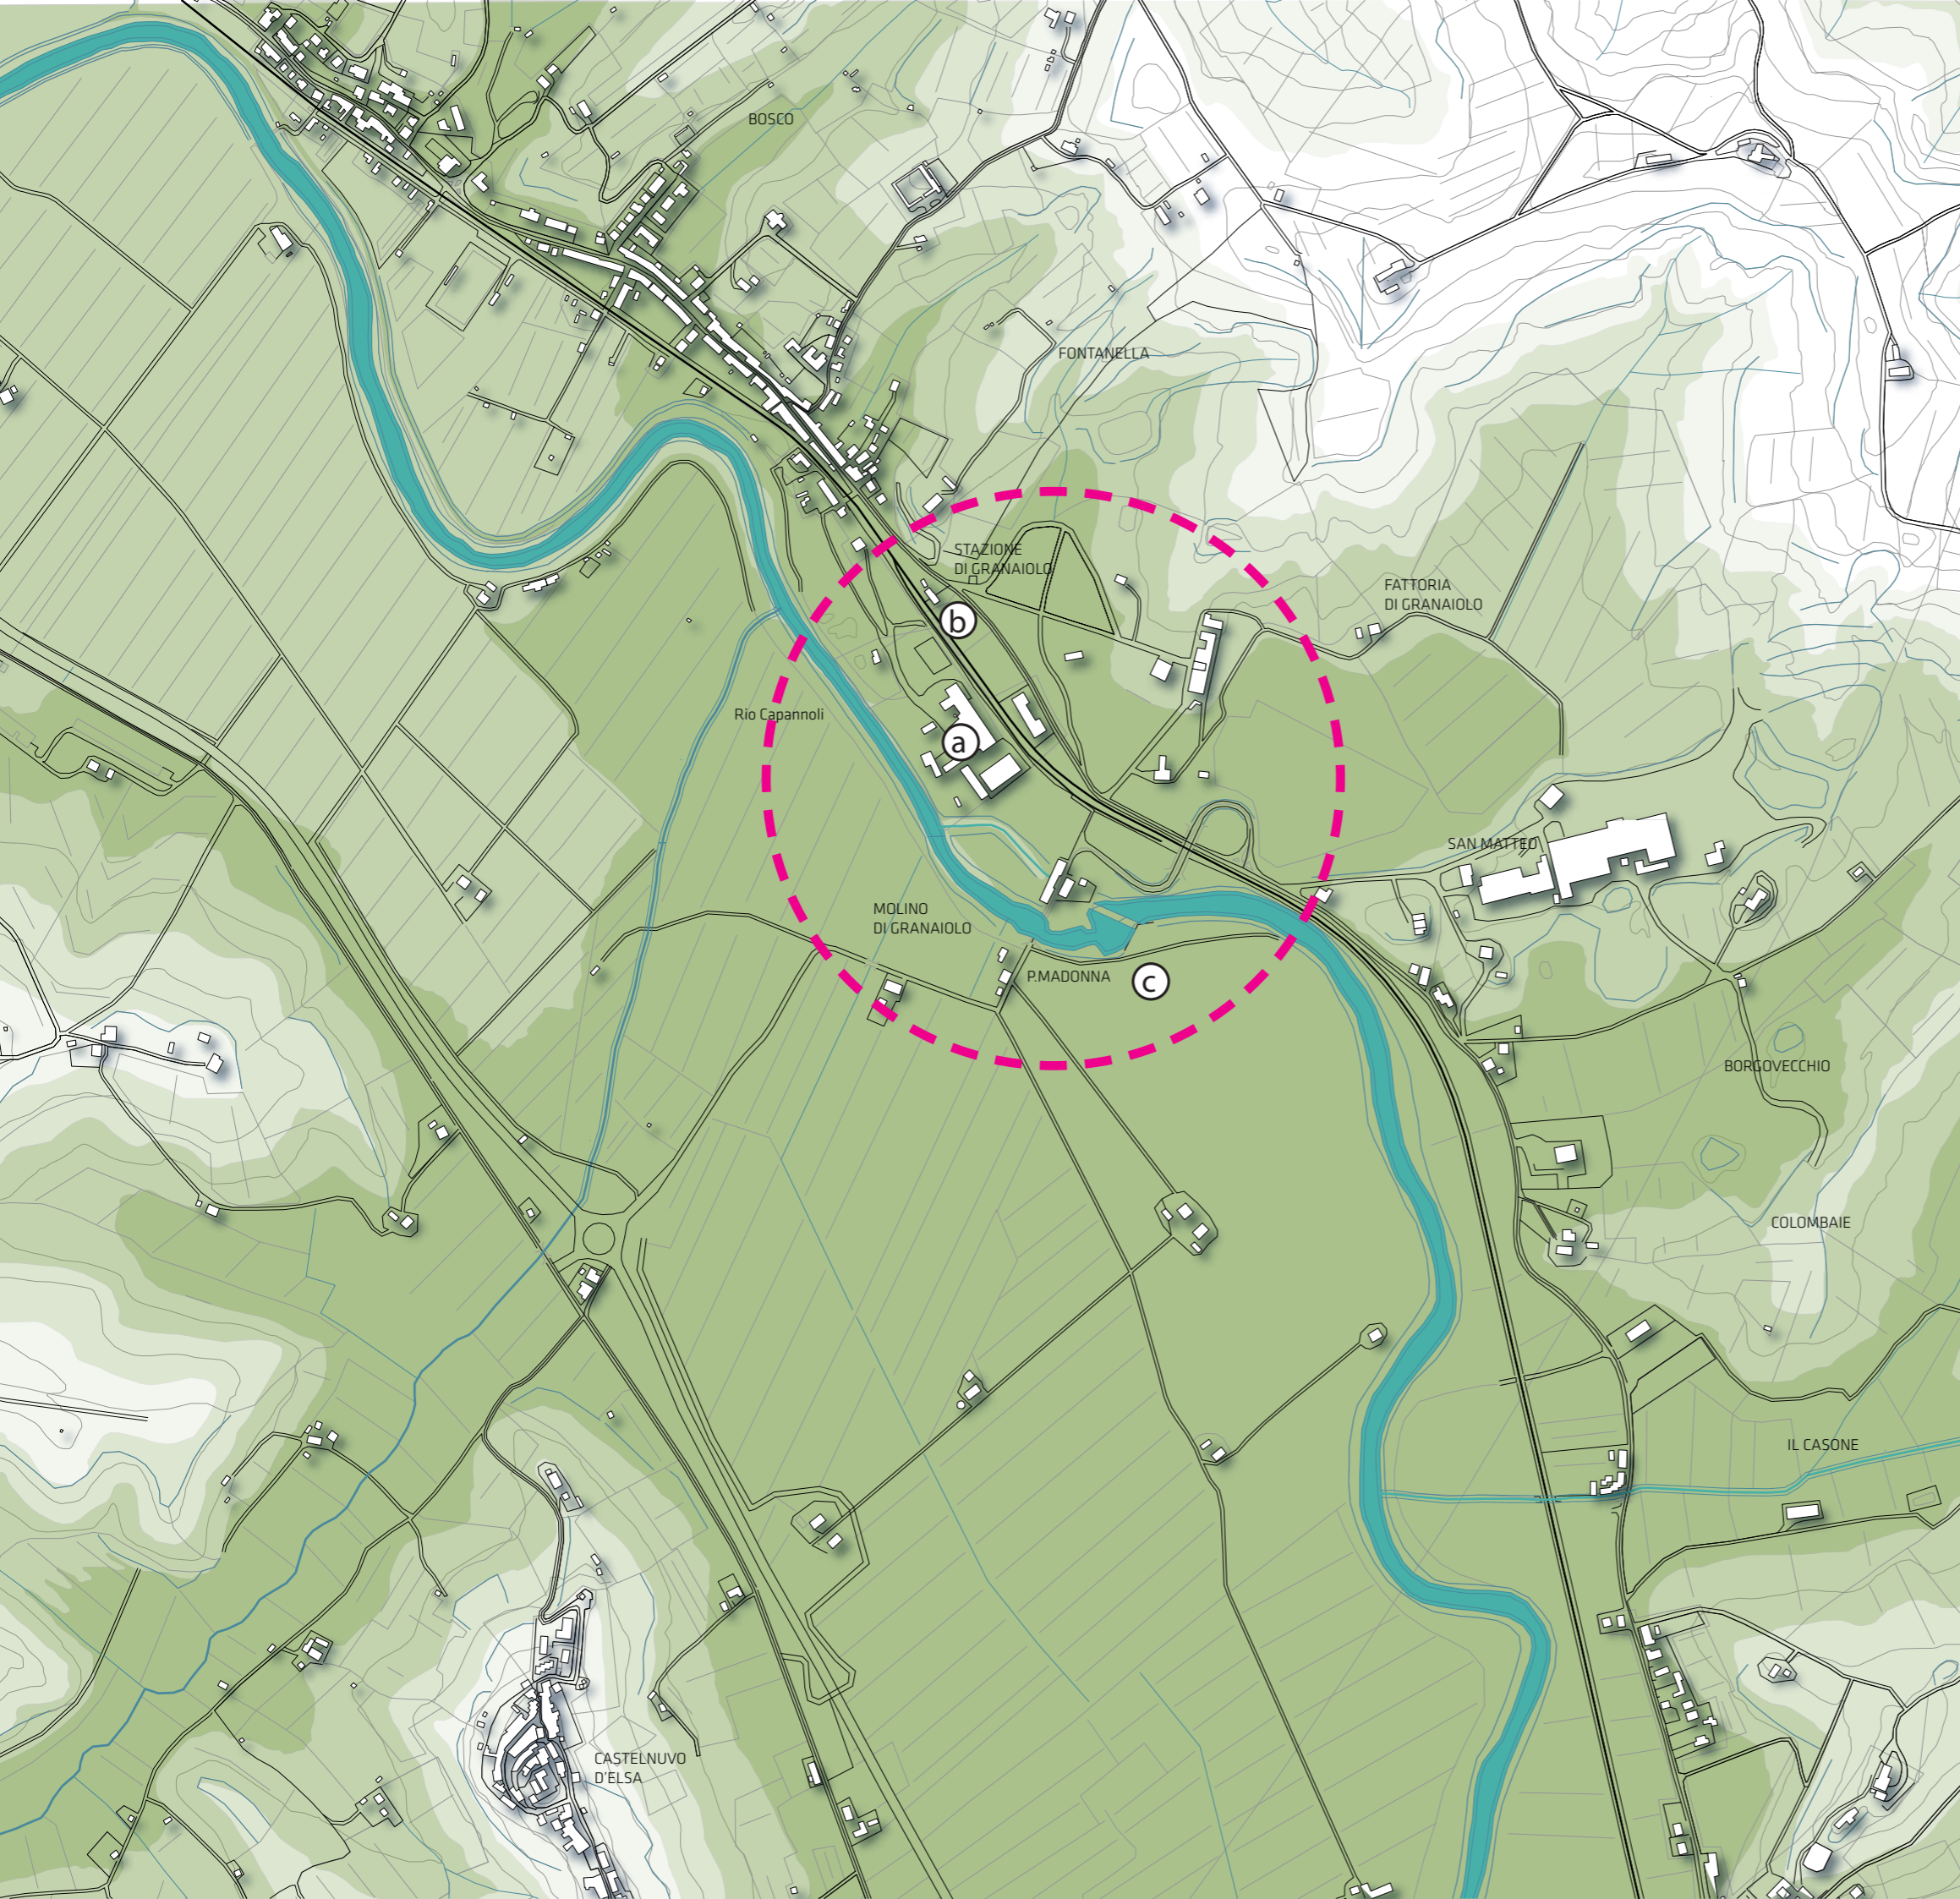 BOSCO
FONTANELLA
STAZIONE
DI GRANAIOLO
FATTORIA
DI GRANAIOLO
b
Rio Capannoli
a
SAN MATTEO
MOLINO
DI GRANAIOLO
P.MADONNA
c
BORGOVECCHIO
COLOMBAIE
IL CASONE
CASTELNUVO
D'ELSA